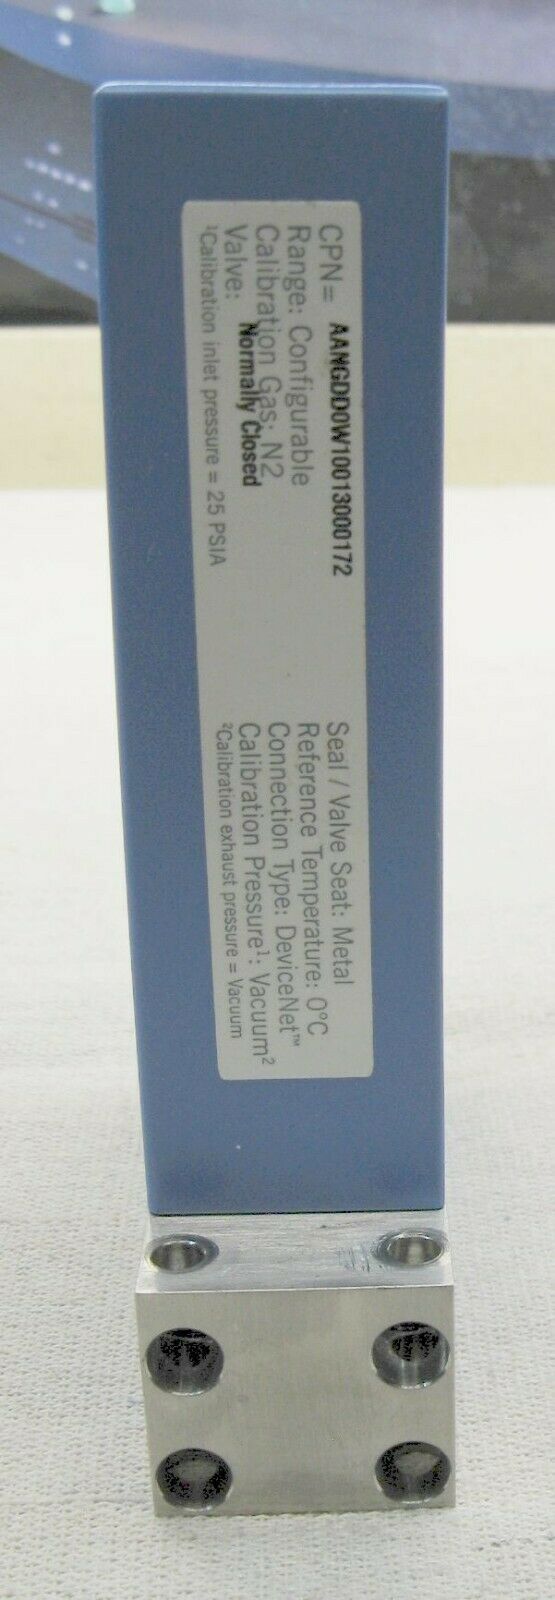 CPN= AANGDD0W10013000172
Range: Configurable
Calibration Gas: N2
Valve: Normally Closed
¹Calibration inlet pressure = 25 PSIA
Seal / Valve Seat: Metal
Reference Temperature: 0°C
Connection Type: DeviceNet™
Calibration Pressure¹: Vacuum²
²Calibration exhaust pressure = Vacuum